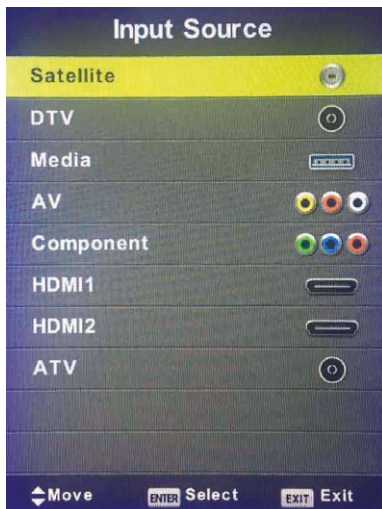 Input Source
Satellite
DTV
Media
AV
Component
HDMI1
HDMI2
ATV
Move ENTER Select EXIT Exit